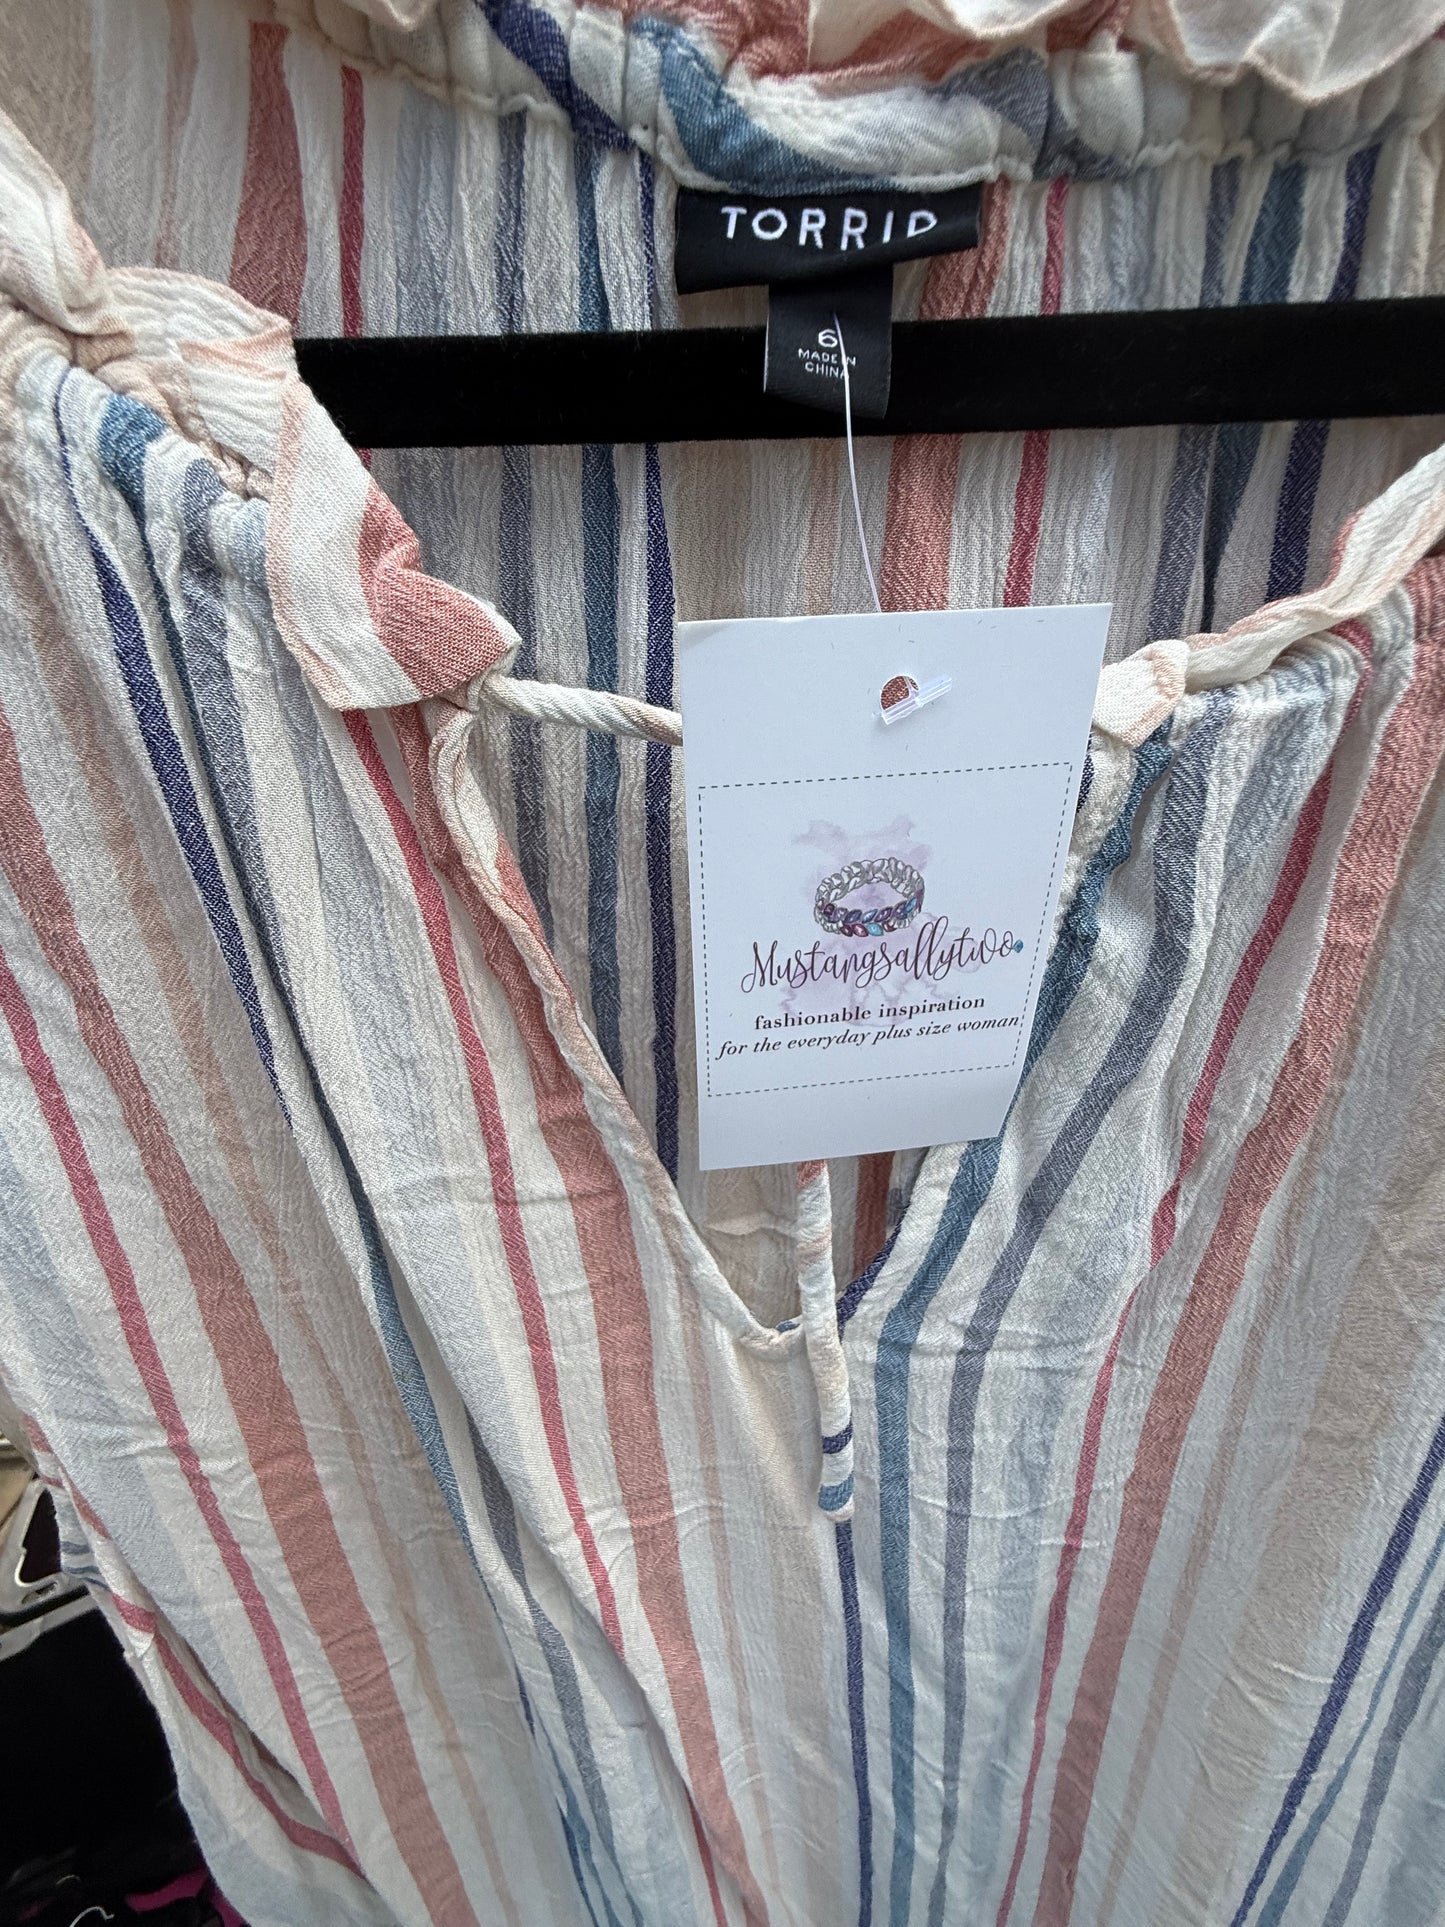 TORRID
6
MADE IN
CHINA
Mustangsallytwo
fashionable inspiration
for the everyday plus size woman